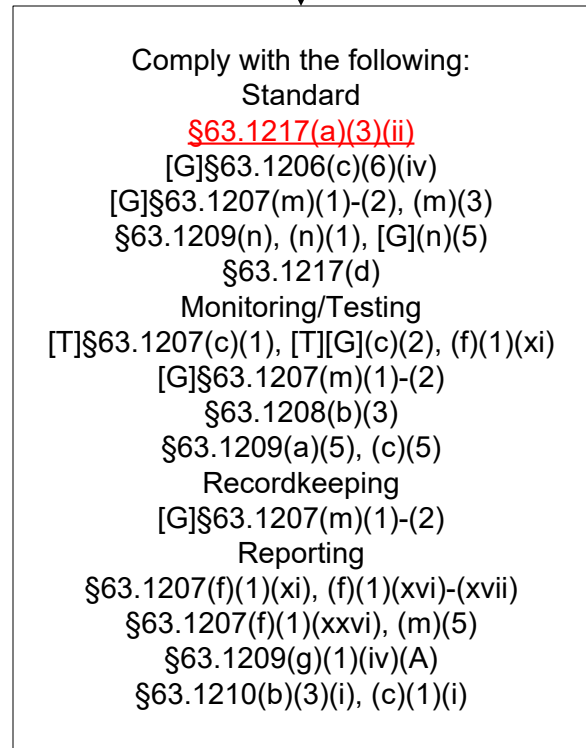 Comply with the following:
Standard
§63.1217(a)(3)(ii)
[G]§63.1206(c)(6)(iv)
[G]§63.1207(m)(1)-(2), (m)(3)
§63.1209(n), (n)(1), [G](n)(5)
§63.1217(d)
Monitoring/Testing
[T]§63.1207(c)(1), [T][G](c)(2), (f)(1)(xi)
[G]§63.1207(m)(1)-(2)
§63.1208(b)(3)
§63.1209(a)(5), (c)(5)
Recordkeeping
[G]§63.1207(m)(1)-(2)
Reporting
§63.1207(f)(1)(xi), (f)(1)(xvi)-(xvii)
§63.1207(f)(1)(xxvi), (m)(5)
§63.1209(g)(1)(iv)(A)
§63.1210(b)(3)(i), (c)(1)(i)